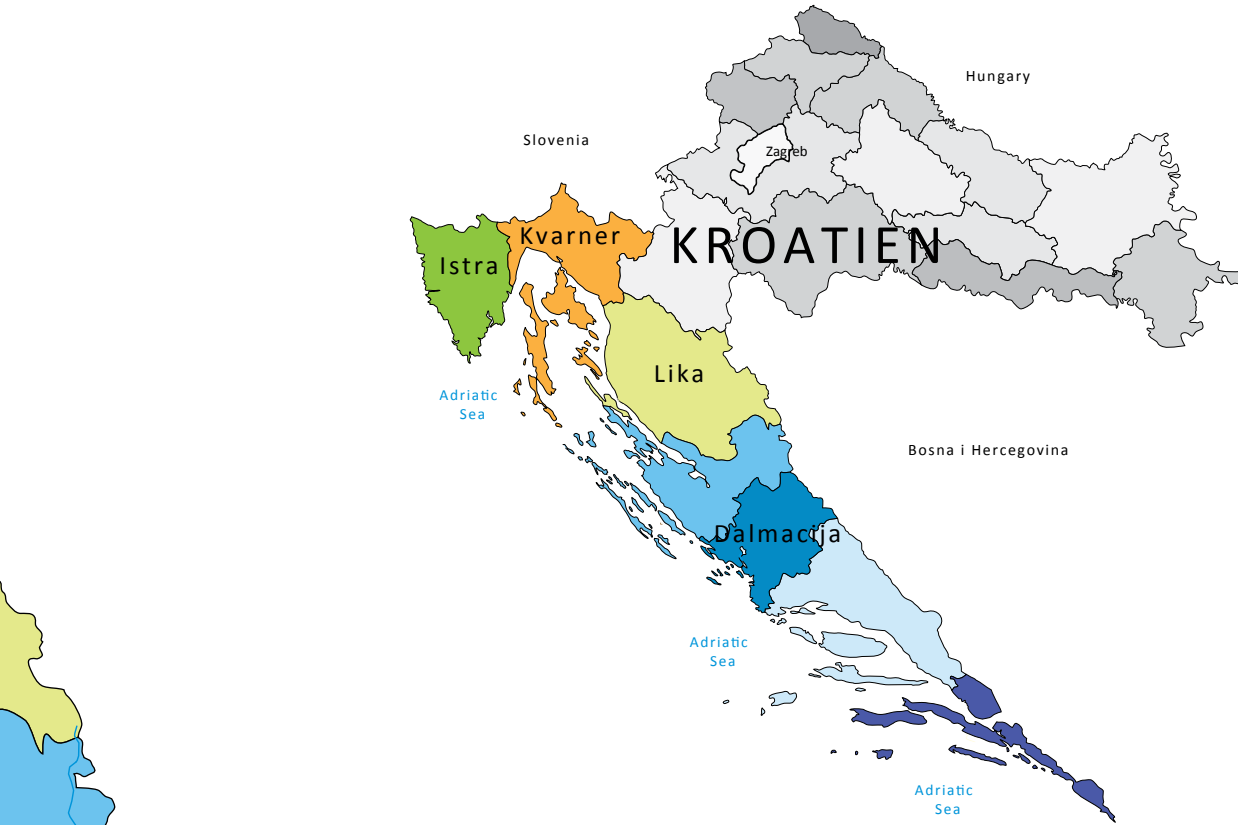 Hungary
Slovenia
Zagreb
Kvarner
KROATIEN
Istra
Lika
Adriatic
Sea
Bosna i Hercegovina
Dalmacija
Adriatic
Sea
Adriatic
Sea